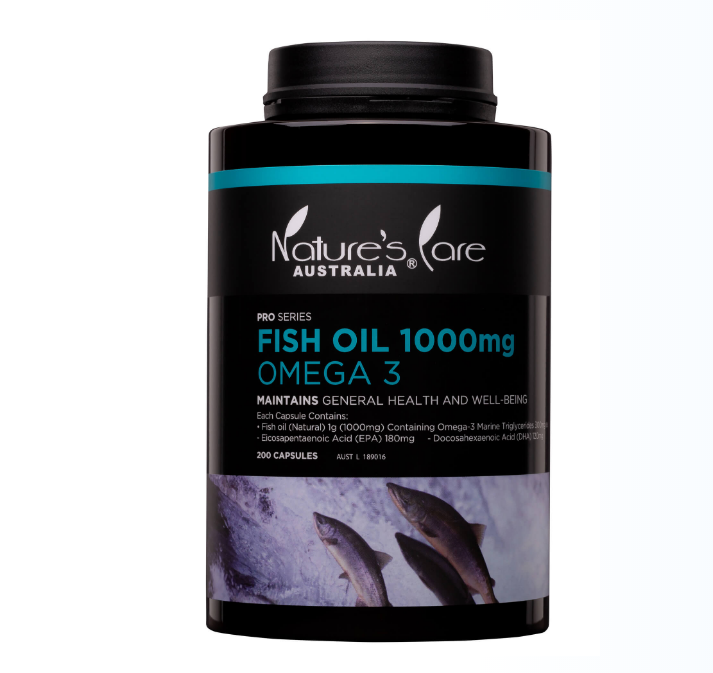 Nature's Care®
AUSTRALIA
PRO SERIES
FISH OIL 1000mg
OMEGA 3
MAINTAINS GENERAL HEALTH AND WELL-BEING
Each Capsule Contains:
• Fish oil (Natural) 1g (1000mg) Containing Omega-3 Marine Triglycerides
- Eicosapentaenoic Acid (EPA) 180mg - Docosahexaenoic Acid (DHA) 120mg
200 CAPSULES AUST L 189016